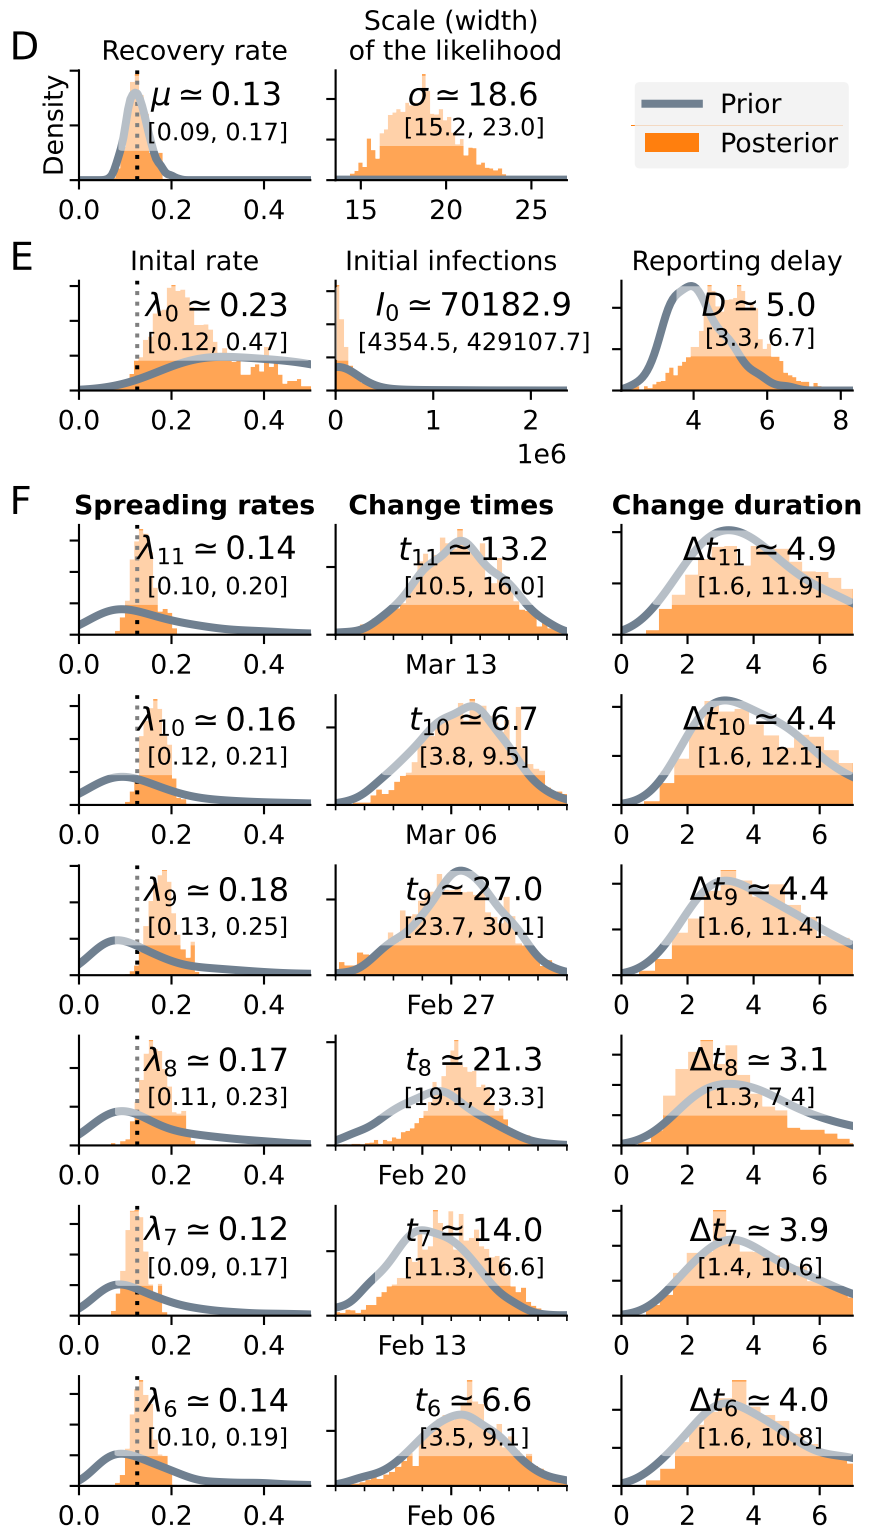 D
Recovery rate
Scale (width)
of the likelihood
Density
μ ≃ 0.13
[0.09, 0.17]
σ ≃ 18.6
[15.2, 23.0]
Prior
Posterior
0.0 0.2 0.4
15 20 25
E
Inital rate
Initial infections
Reporting delay
λ0 ≃ 0.23
[0.12, 0.47]
I0 ≃ 70182.9
[4354.5, 429107.7]
D ≃ 5.0
[3.3, 6.7]
0.0 0.2 0.4
0 1 2
1e6
4 6 8
F
Spreading rates
Change times
Change duration
λ11 ≃ 0.14
[0.10, 0.20]
t11 ≃ 13.2
[10.5, 16.0]
Δt11 ≃ 4.9
[1.6, 11.9]
0.0 0.2 0.4
Mar 13
0 2 4 6
λ10 ≃ 0.16
[0.12, 0.21]
t10 ≃ 6.7
[3.8, 9.5]
Δt10 ≃ 4.4
[1.6, 12.1]
0.0 0.2 0.4
Mar 06
0 2 4 6
λ9 ≃ 0.18
[0.13, 0.25]
t9 ≃ 27.0
[23.7, 30.1]
Δt9 ≃ 4.4
[1.6, 11.4]
0.0 0.2 0.4
Feb 27
0 2 4 6
λ8 ≃ 0.17
[0.11, 0.23]
t8 ≃ 21.3
[19.1, 23.3]
Δt8 ≃ 3.1
[1.3, 7.4]
0.0 0.2 0.4
Feb 20
0 2 4 6
λ7 ≃ 0.12
[0.09, 0.17]
t7 ≃ 14.0
[11.3, 16.6]
Δt7 ≃ 3.9
[1.4, 10.6]
0.0 0.2 0.4
Feb 13
0 2 4 6
λ6 ≃ 0.14
[0.10, 0.19]
t6 ≃ 6.6
[3.5, 9.1]
Δt6 ≃ 4.0
[1.6, 10.8]
0.0 0.2 0.4
Feb 06
0 2 4 6